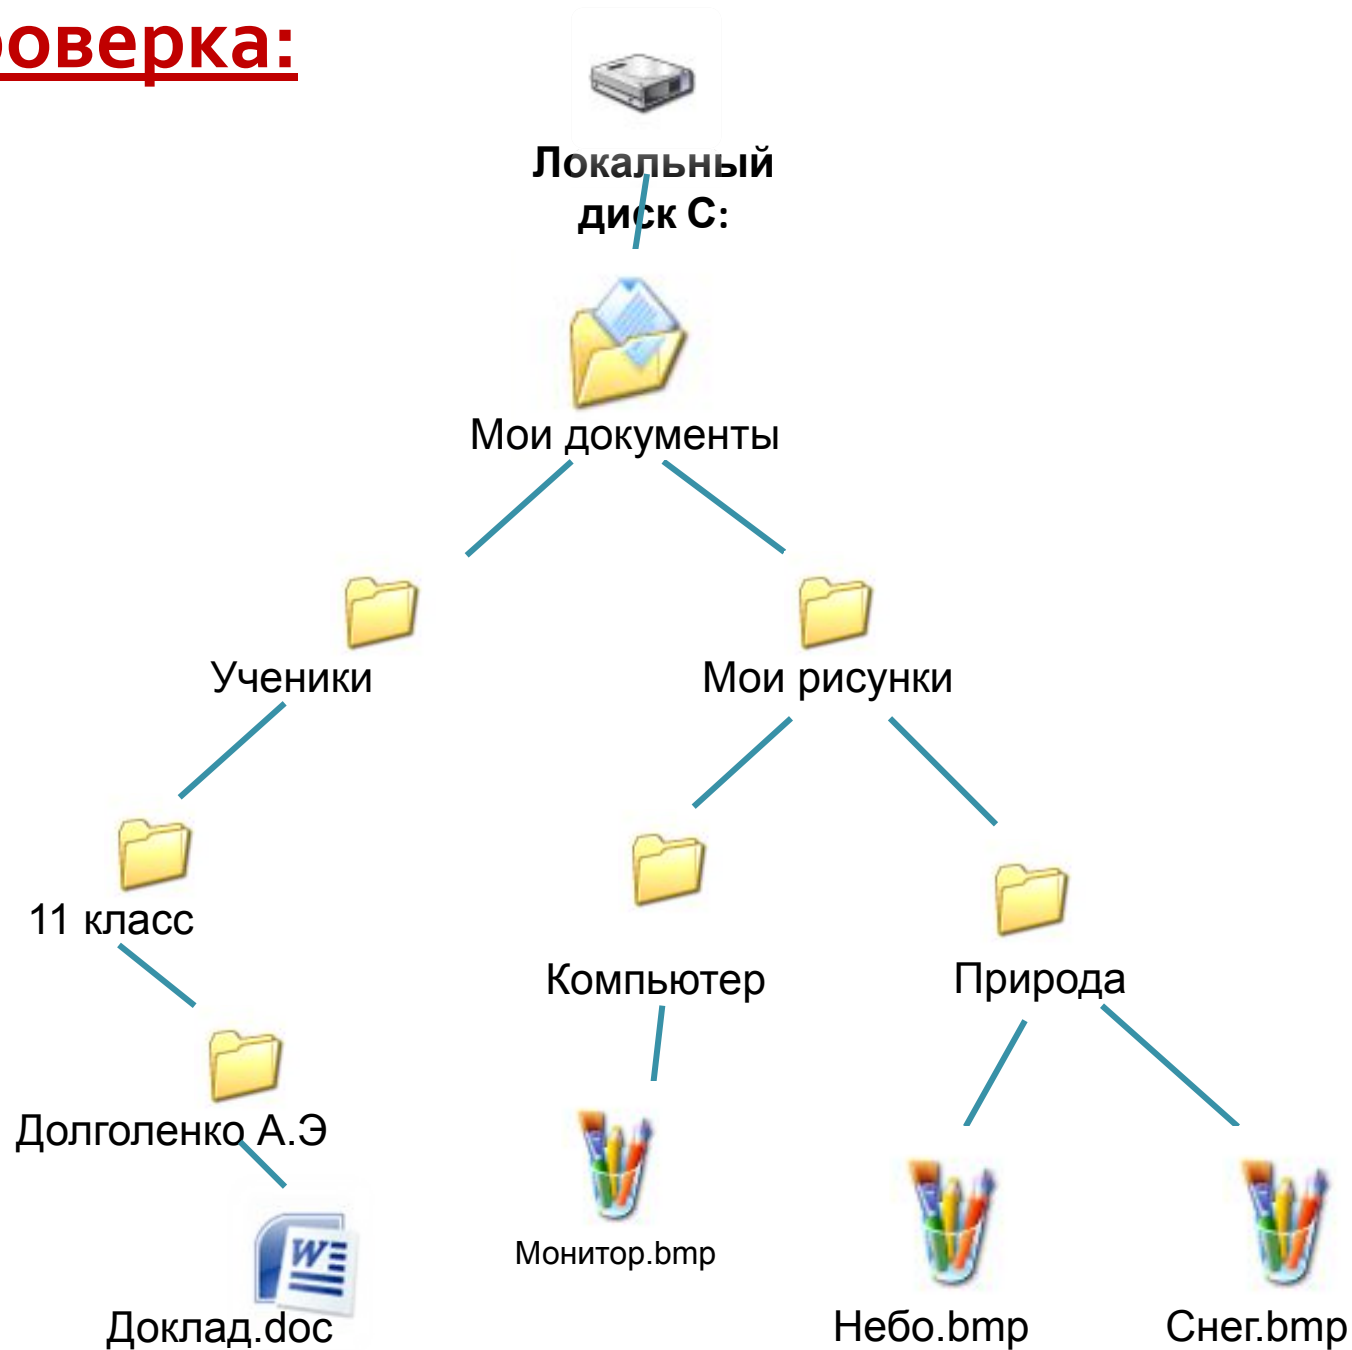 роверка:
Локальный
диск C:
Мои документы
Ученики
Мои рисунки
11 класс
Компьютер
Природа
Долголенко А.Э
Монитор.bmp
Доклад.doc
Небо.bmp
Снег.bmp